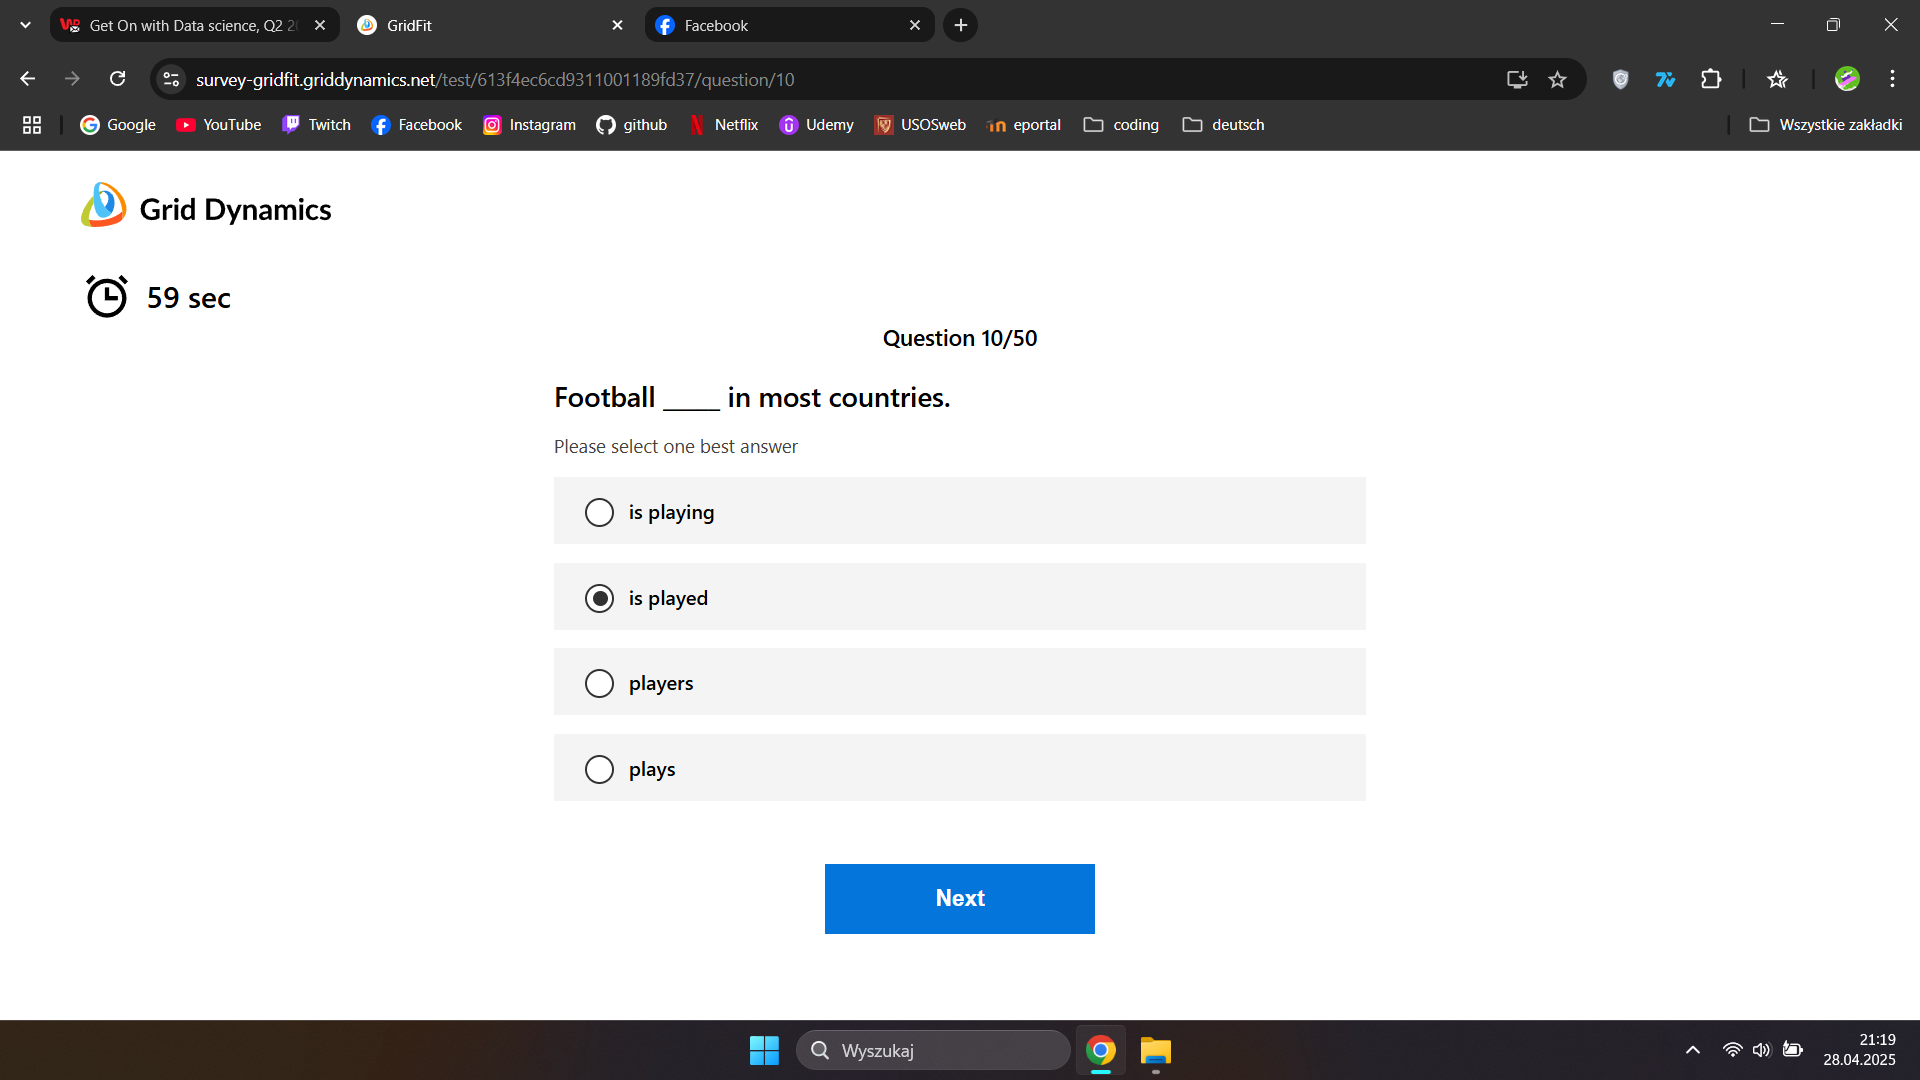 Get On with Data science, Q2 2
GridFit
Facebook
survey-gridfit.griddynamics.net/test/613f4ec6cd9311001189fd37/question/10
Google
YouTube
Twitch
Facebook
Instagram
github
Netflix
Udemy
USOSweb
eportal
coding
deutsch
Wszystkie zakładki
Grid Dynamics
59 sec
Question 10/50
Football _____ in most countries.
Please select one best answer
is playing
is played
players
plays
Next
Wyszukaj
21:19
28.04.2025